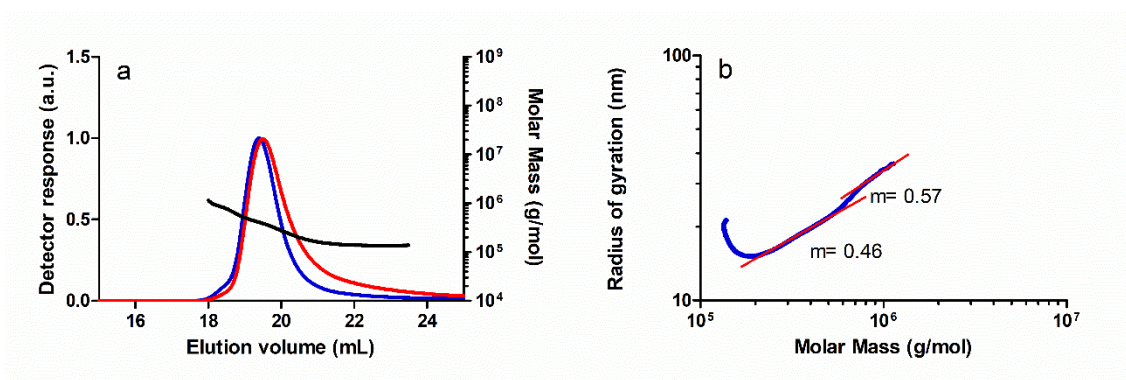 a
Detector response (a.u.)
1.5
1.0
0.5
0.0
16 18 20 22 24
Elution volume (mL)
10⁹
10⁸
10⁷
10⁶
10⁵
10⁴
Molar Mass (g/mol)
b
Radius of gyration (nm)
100
10
m= 0.57
m= 0.46
10⁵ 10⁶ 10⁷
Molar Mass (g/mol)